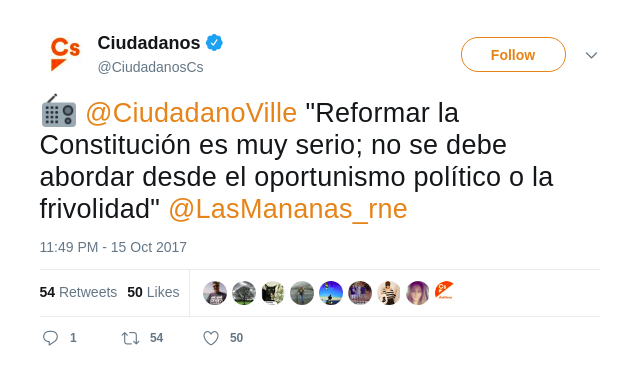 Cs
Ciudadanos
@CiudadanosCs
Follow
@CiudadanoVille "Reformar la
Constitución es muy serio; no se debe
abordar desde el oportunismo político o la
frivolidad" @LasMananas_rne
11:49 PM - 15 Oct 2017
54 Retweets 50 Likes
Cs
1 54 50